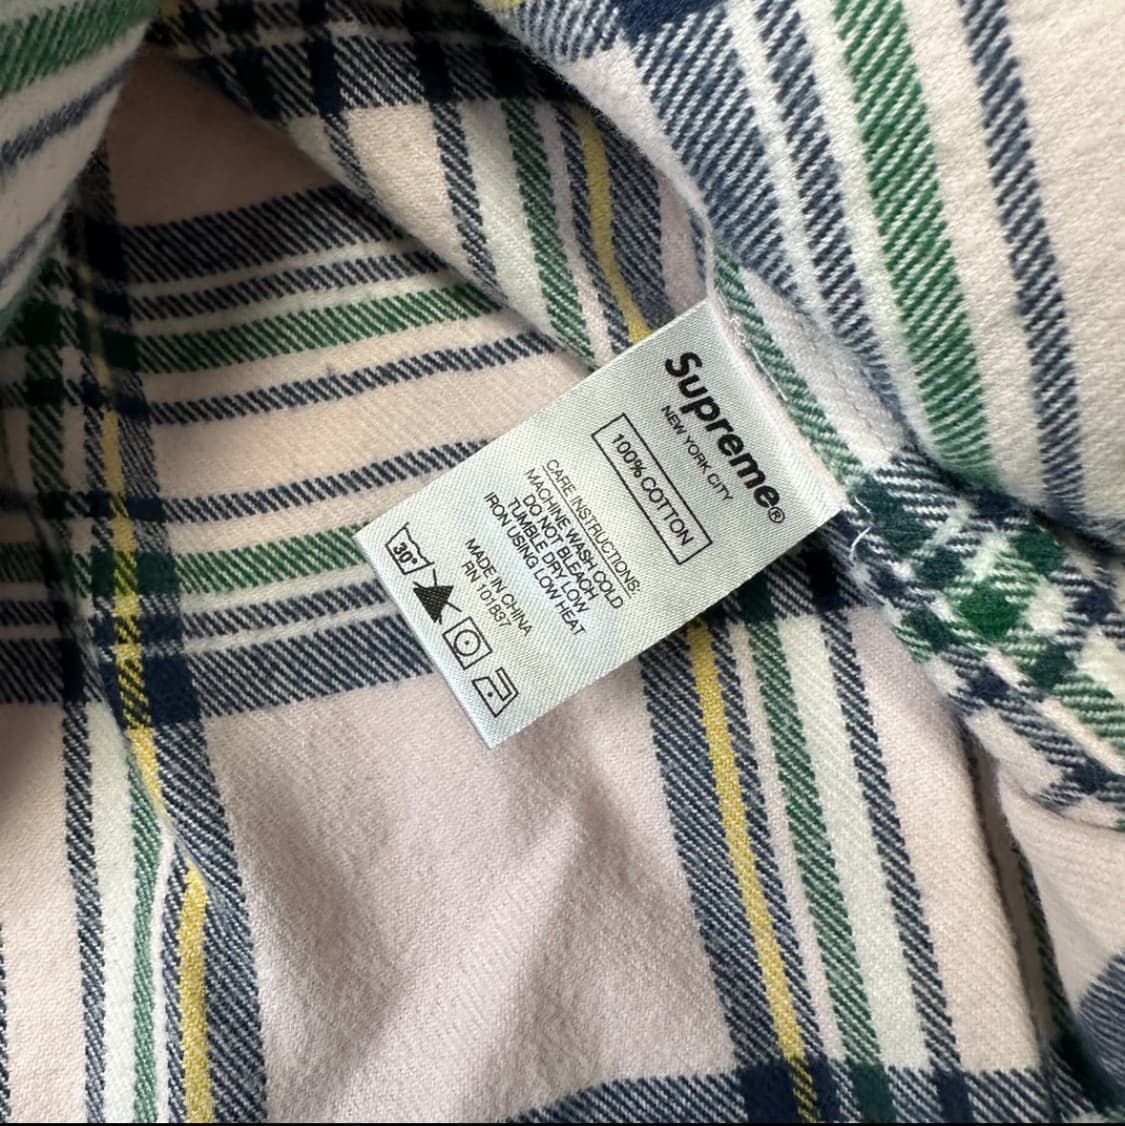 Supreme®
NEW YORK CITY
100% COTTON
CARE INSTRUCTIONS:
MACHINE WASH COLD
DO NOT BLEACH
TUMBLE DRY LOW
IRON USING LOW HEAT
MADE IN CHINA
RN 101837
30°